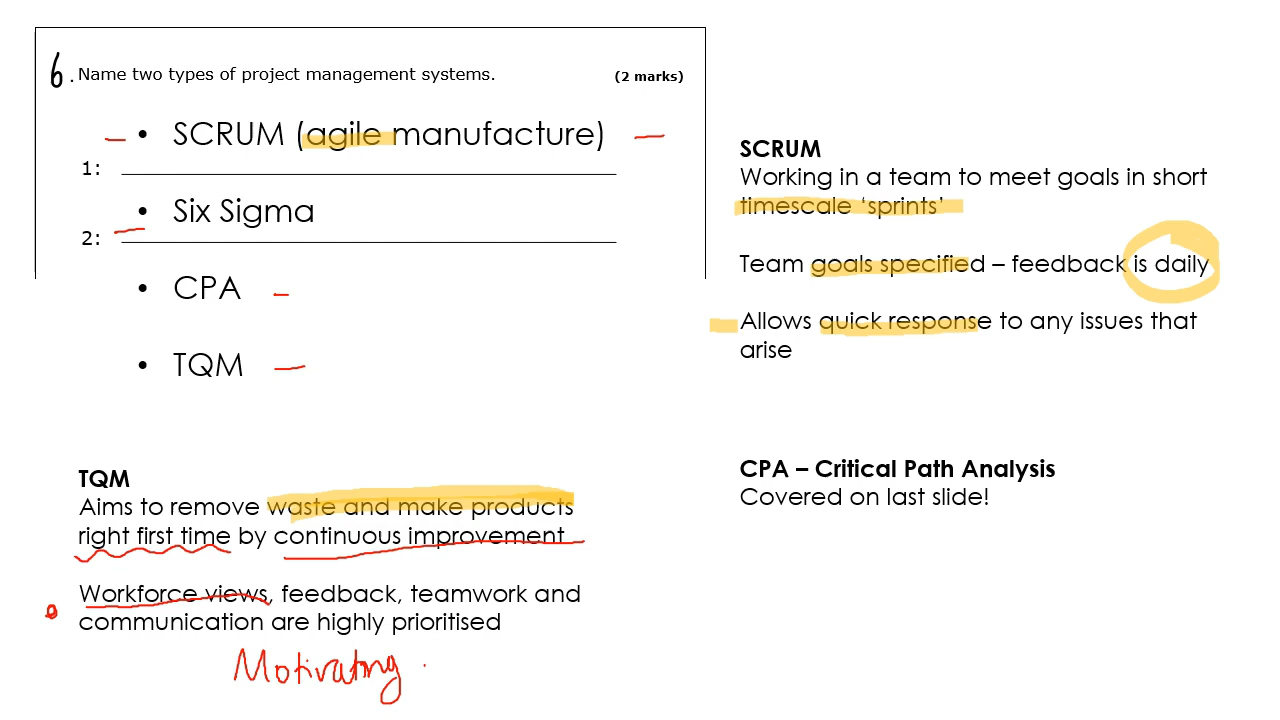 6. Name two types of project management systems. (2 marks)
• SCRUM (agile manufacture)
1:
• Six Sigma
2:
• CPA
• TQM
TQM
Aims to remove waste and make products
right first time by continuous improvement
Workforce views, feedback, teamwork and
communication are highly prioritised
Motivating
SCRUM
Working in a team to meet goals in short
timescale ‘sprints’
Team goals specified – feedback is daily
Allows quick response to any issues that
arise
CPA – Critical Path Analysis
Covered on last slide!